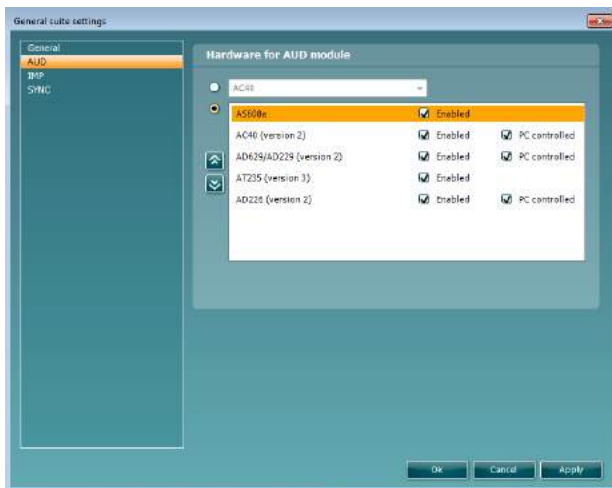 General suite settings
General
AUD
IMP
SYNC
Hardware for AUD module
AC40
AS608e Enabled
AC40 (version 2) Enabled PC controlled
AD629/AD229 (version 2) Enabled PC controlled
AT235 (version 3) Enabled
AD226 (version 2) Enabled PC controlled
Ok Cancel Apply